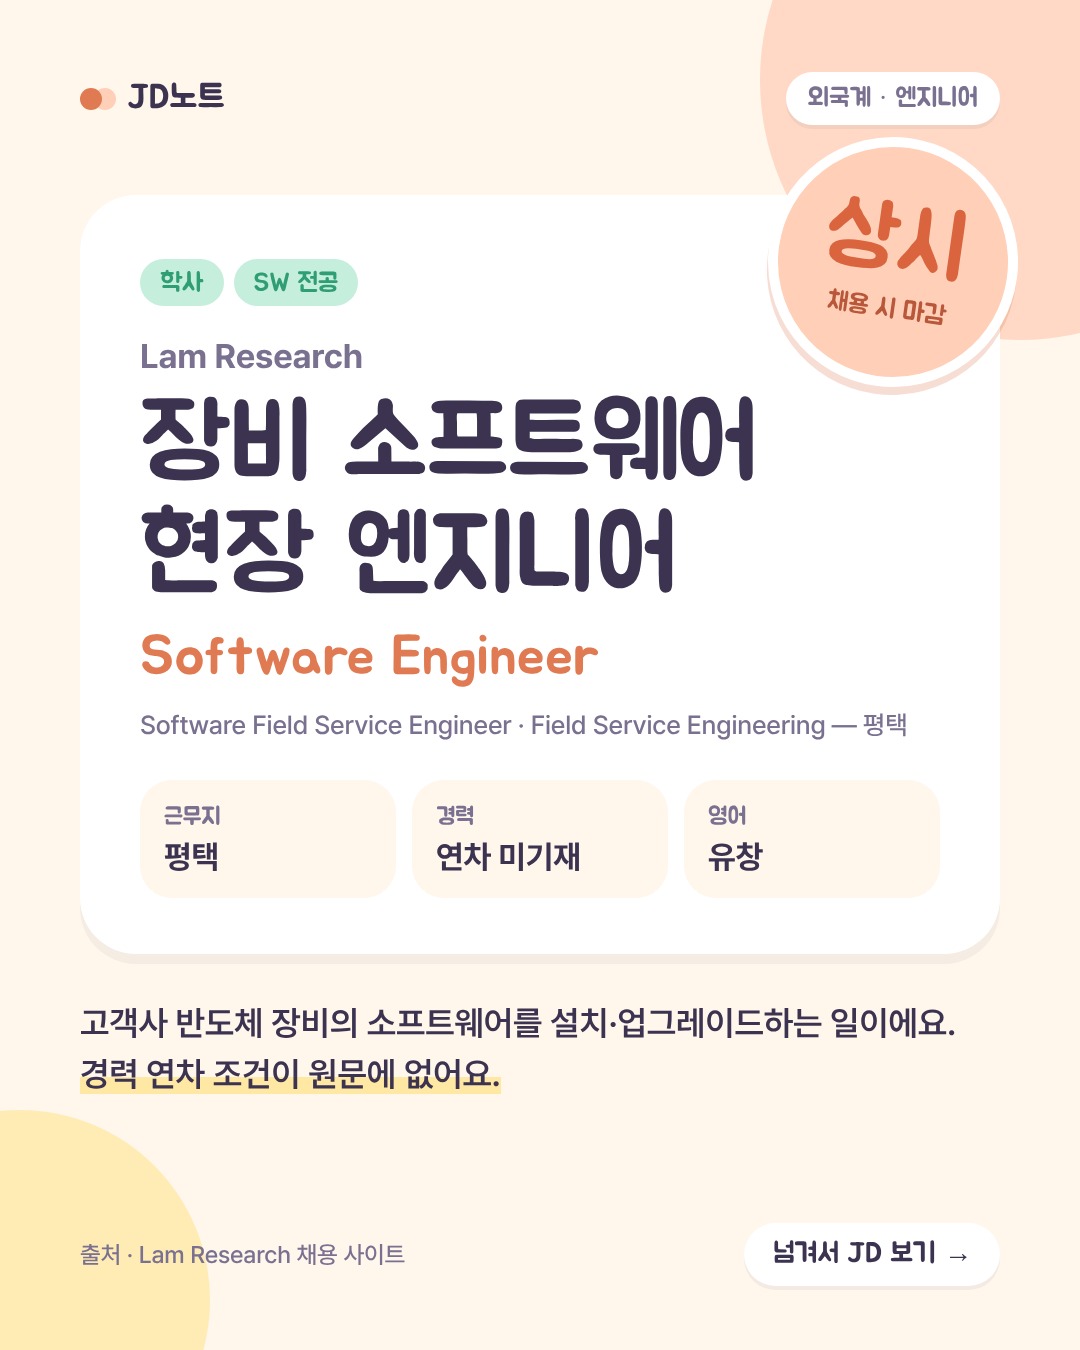 JD노트
외국계 · 엔지니어
상시
채용 시 마감
학사
SW 전공
Lam Research
장비 소프트웨어
현장 엔지니어
Software Engineer
Software Field Service Engineer · Field Service Engineering — 평택
근무지
평택
경력
연차 미기재
영어
유창
고객사 반도체 장비의 소프트웨어를 설치·업그레이드하는 일이에요.
경력 연차 조건이 원문에 없어요.
출처 · Lam Research 채용 사이트
넘겨서 JD 보기 →